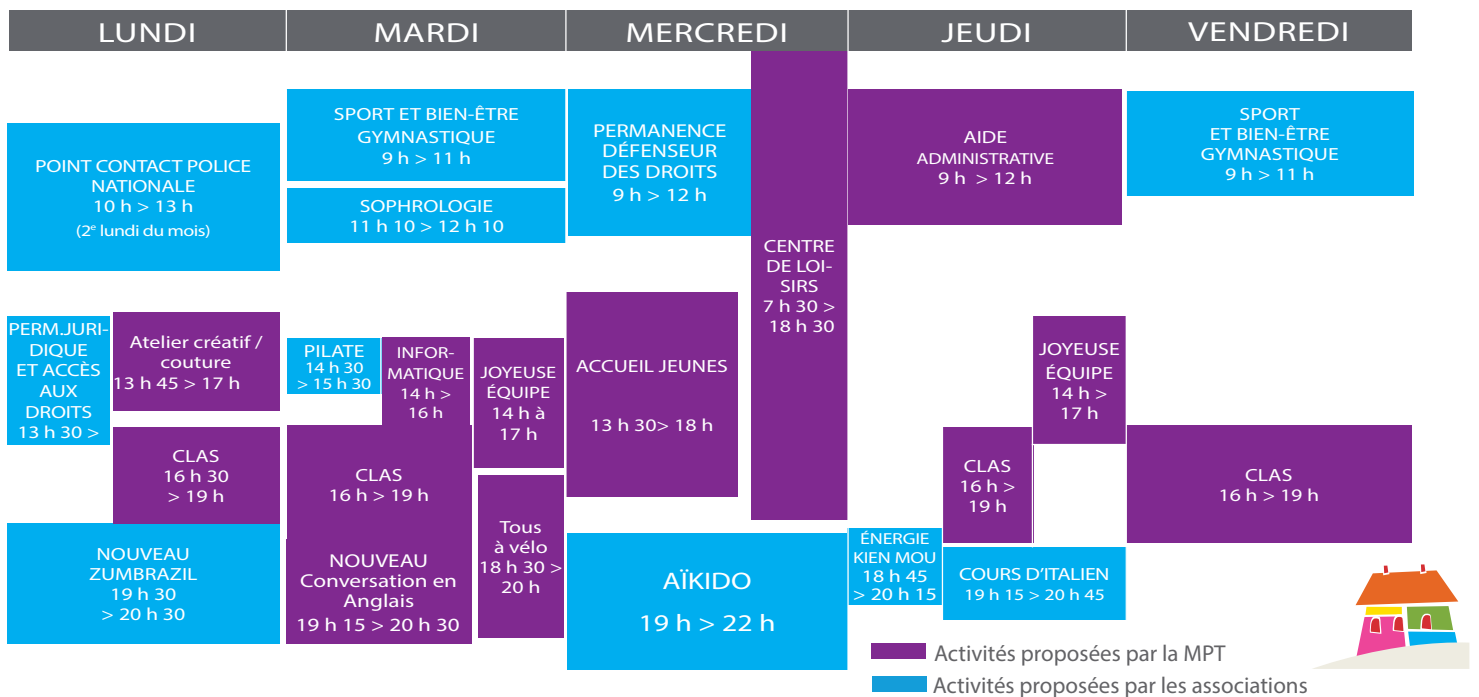 LUNDI
MARDI
MERCREDI
JEUDI
VENDREDI
POINT CONTACT POLICE
NATIONALE
10 h > 13 h
(2e lundi du mois)
PERM.JURI-
DIQUE
ET ACCÈS
AUX
DROITS
13 h 30 >
Atelier créatif /
couture
13 h 45 > 17 h
CLAS
16 h 30
> 19 h
NOUVEAU
ZUMBRAZIL
19 h 30
> 20 h 30
SPORT ET BIEN-ÊTRE
GYMNASTIQUE
9 h > 11 h
SOPHROLOGIE
11 h 10 > 12 h 10
PILATE
14 h 30
> 15 h 30
INFOR-
MATIQUE
14 h >
16 h
JOYEUSE
ÉQUIPE
14 h à
17 h
CLAS
16 h > 19 h
NOUVEAU
Conversation en
Anglais
19 h 15 > 20 h 30
Tous
à vélo
18 h 30 >
20 h
PERMANENCE
DÉFENSEUR
DES DROITS
9 h > 12 h
CENTRE
DE LOI-
SIRS
7 h 30 >
18 h 30
ACCUEIL JEUNES
13 h 30> 18 h
AÏKIDO
19 h > 22 h
AIDE
ADMINISTRATIVE
9 h > 12 h
JOYEUSE
ÉQUIPE
14 h >
17 h
CLAS
16 h >
19 h
ÉNERGIE
KIEN MOU
18 h 45
> 20 h 15
COURS D'ITALIEN
19 h 15 > 20 h 45
SPORT
ET BIEN-ÊTRE
GYMNASTIQUE
9 h > 11 h
CLAS
16 h > 19 h
Activités proposées par la MPT
Activités proposées par les associations